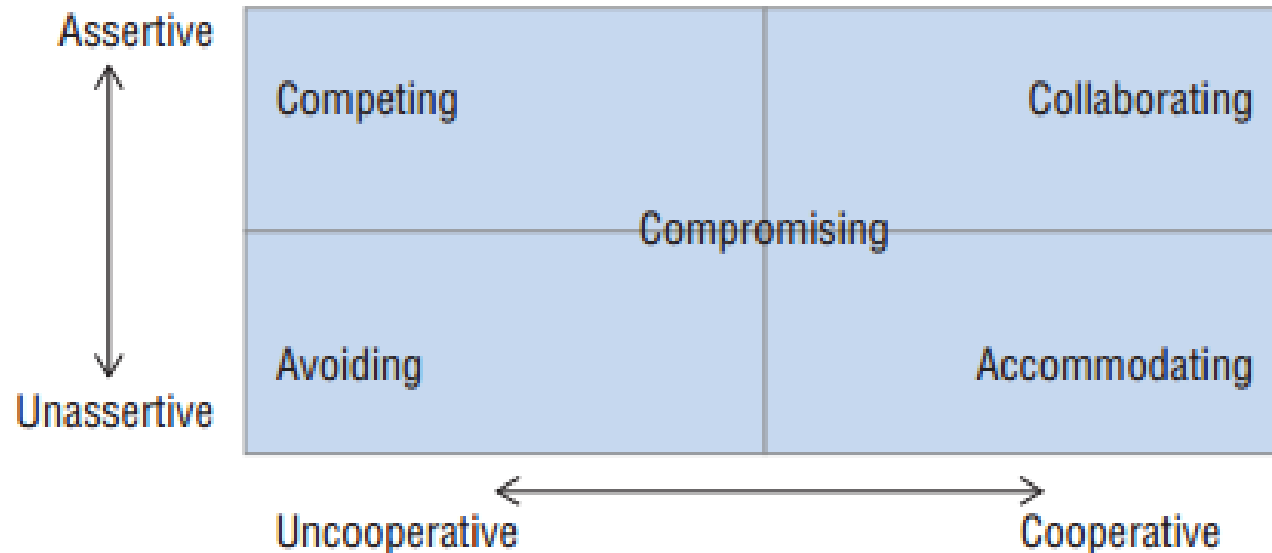 Assertive
Competing
Collaborating
Compromising
Avoiding
Accommodating
Unassertive
Uncooperative
Cooperative